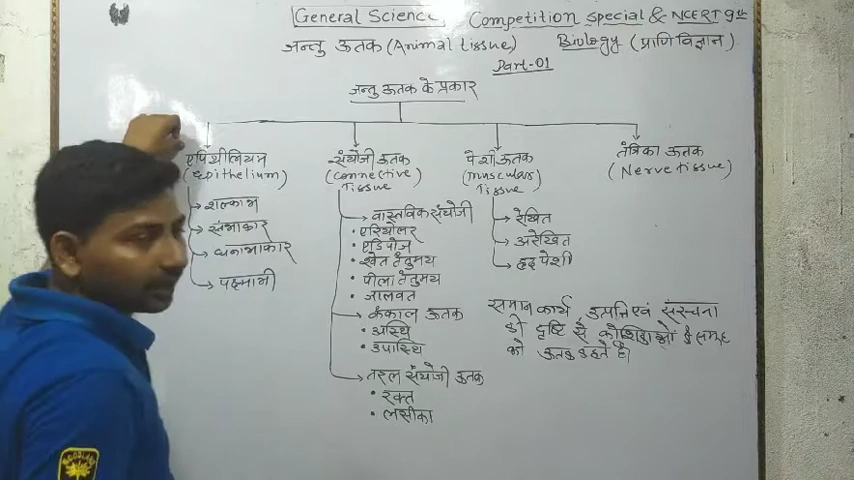 General Science, Competition Special & NCERT 9th
जन्तु ऊतक (Animal tissue) Biology (प्राणि विज्ञान)
Part-01
जन्तु ऊतक के प्रकार
एपिथीलियम
(Epithelium)
शल्काभ
स्तंभाकार
घनाभाकार
पक्ष्माभी
संयोजी ऊतक
(Connective
Tissue)
वास्तविक संयोजी
• एरियोलर
• एडिपोज
• श्वेत तंतुमय
• पीला तंतुमय
• जालवत
कंकाल ऊतक
• अस्थि
• उपास्थि
तरल संयोजी ऊतक
• रक्त
• लसीका
पेशी ऊतक
(Muscular
Tissue)
रेखित
अरेखित
हृद पेशी
तंत्रिका ऊतक
(Nerve tissue)
समान कार्य, उत्पत्ति एवं संरचना
की दृष्टि से कोशिकाओं के समूह
को ऊतक कहते हैं।